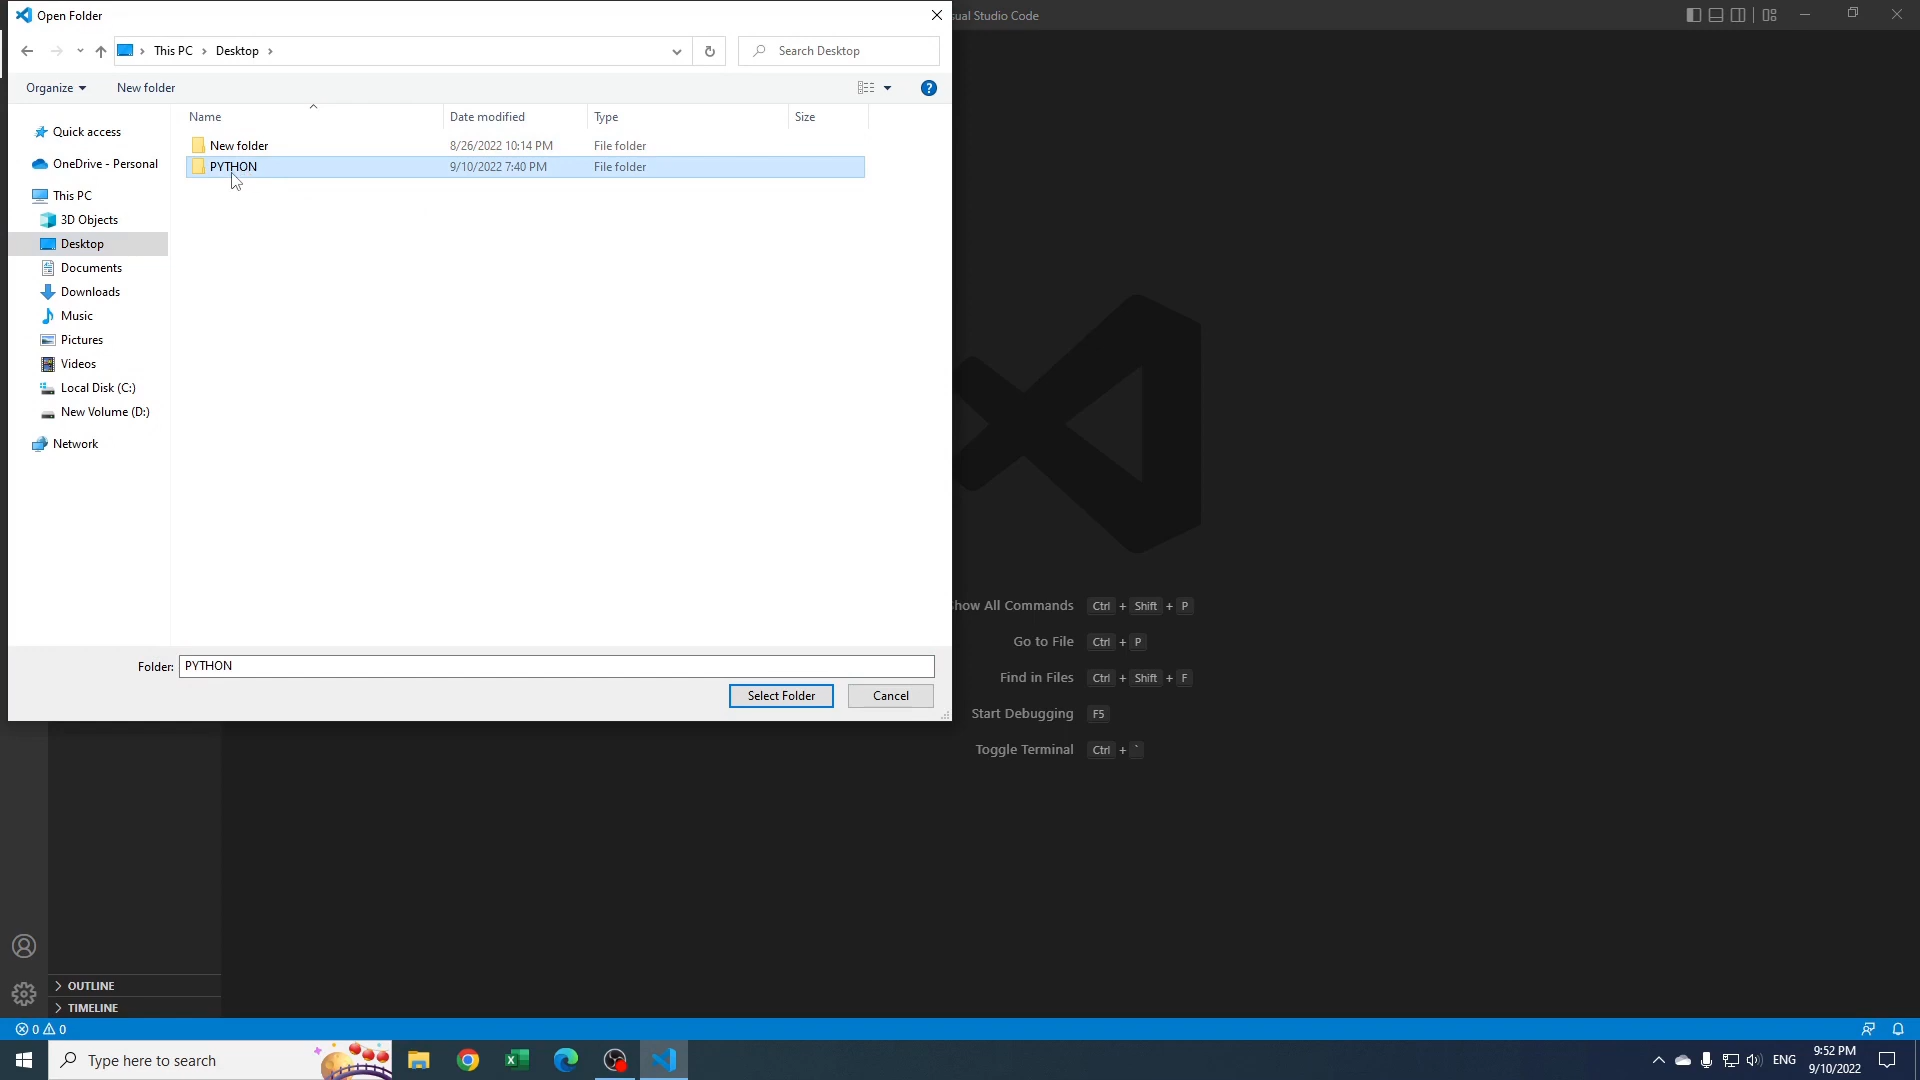 Open Folder
This PC Desktop
Search Desktop
Organize New folder
Name Date modified Type Size
New folder 8/26/2022 10:14 PM File folder
PYTHON 9/10/2022 7:40 PM File folder
Quick access
OneDrive - Personal
This PC
3D Objects
Desktop
Documents
Downloads
Music
Pictures
Videos
Local Disk (C:)
New Volume (D:)
Network
Folder: PYTHON
Select Folder Cancel
Studio Code
Show All Commands Ctrl + Shift + P
Go to File Ctrl + P
Find in Files Ctrl + Shift + F
Start Debugging F5
Toggle Terminal Ctrl + `
OUTLINE
TIMELINE
0 0
Type here to search
ENG
9:52 PM
9/10/2022